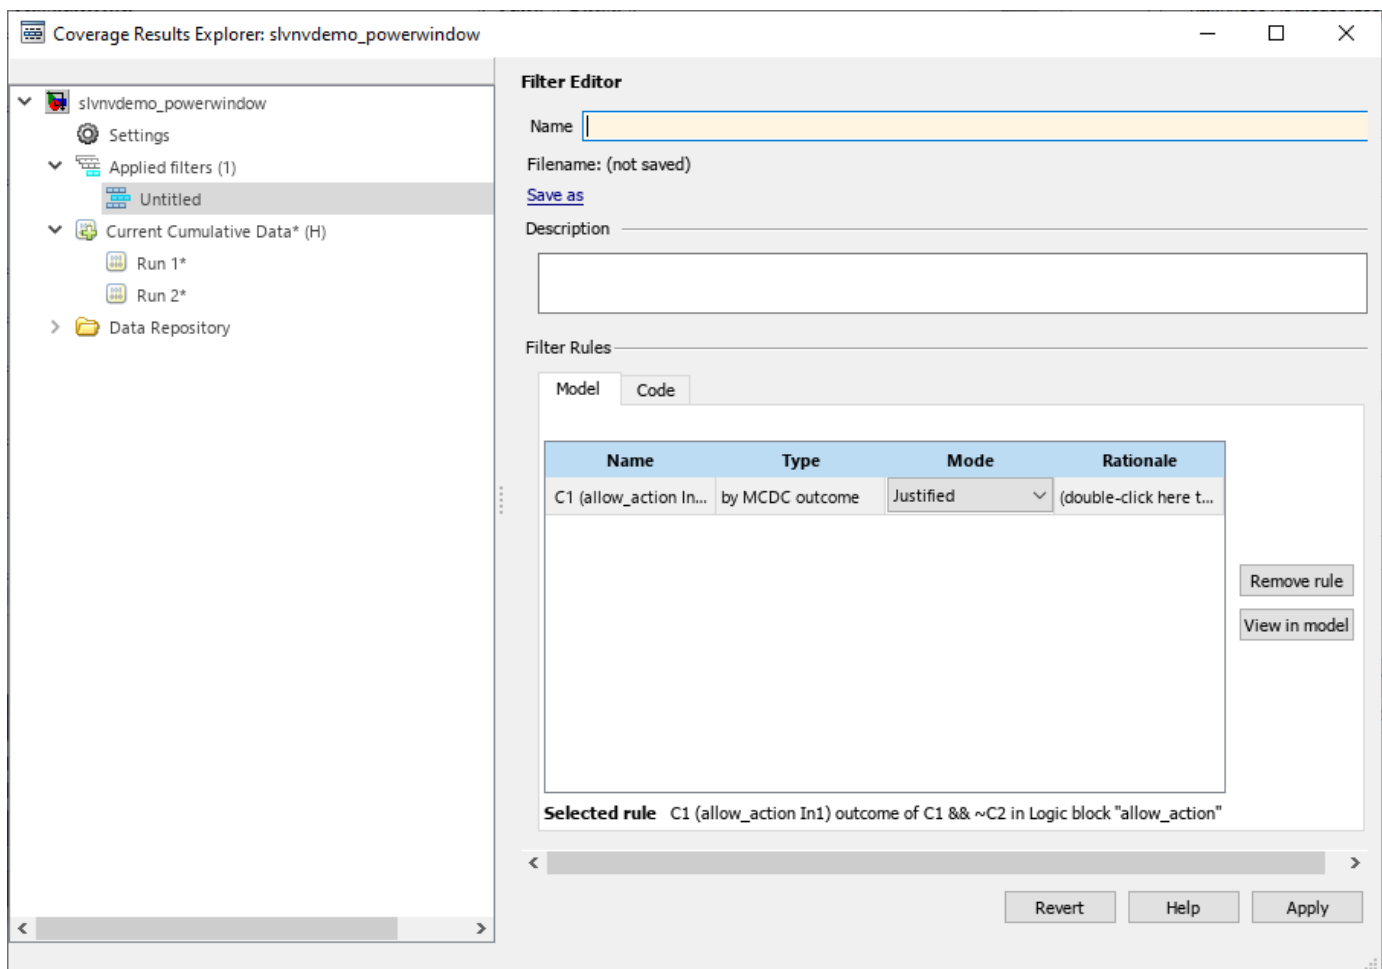 Coverage Results Explorer: slvnvdemo_powerwindow
slvnvdemo_powerwindow
Settings
Applied filters (1)
Untitled
Current Cumulative Data* (H)
Run 1*
Run 2*
Data Repository
Filter Editor
Name
Filename: (not saved)
Save as
Description
Filter Rules
Model Code
Name Type Mode Rationale
C1 (allow_action In... by MCDC outcome Justified (double-click here t...
Remove rule
View in model
Selected rule C1 (allow_action In1) outcome of C1 && ~C2 in Logic block "allow_action"
Revert Help Apply